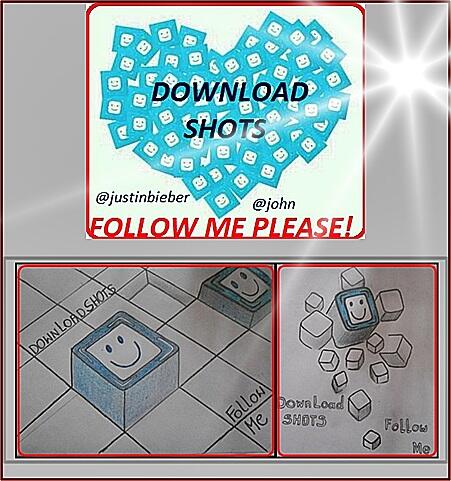 DOWNLOAD
SHOTS
@justinbieber
@john
FOLLOW ME PLEASE!
DOWNLOADSHOTS
Follow
Me
Download
SHOTS
Follow
Me